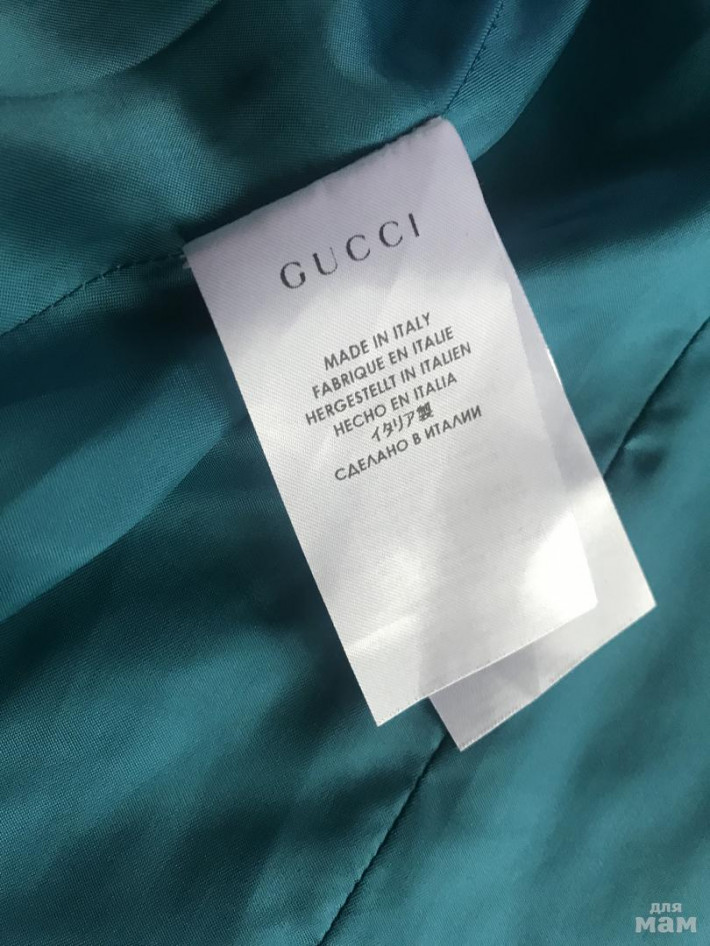 GUCCI
MADE IN ITALY
FABRIQUE EN ITALIE
HERGESTELLT IN ITALIEN
HECHO EN ITALIA
イタリア製
СДЕЛАНО В ИТАЛИИ
для
мам